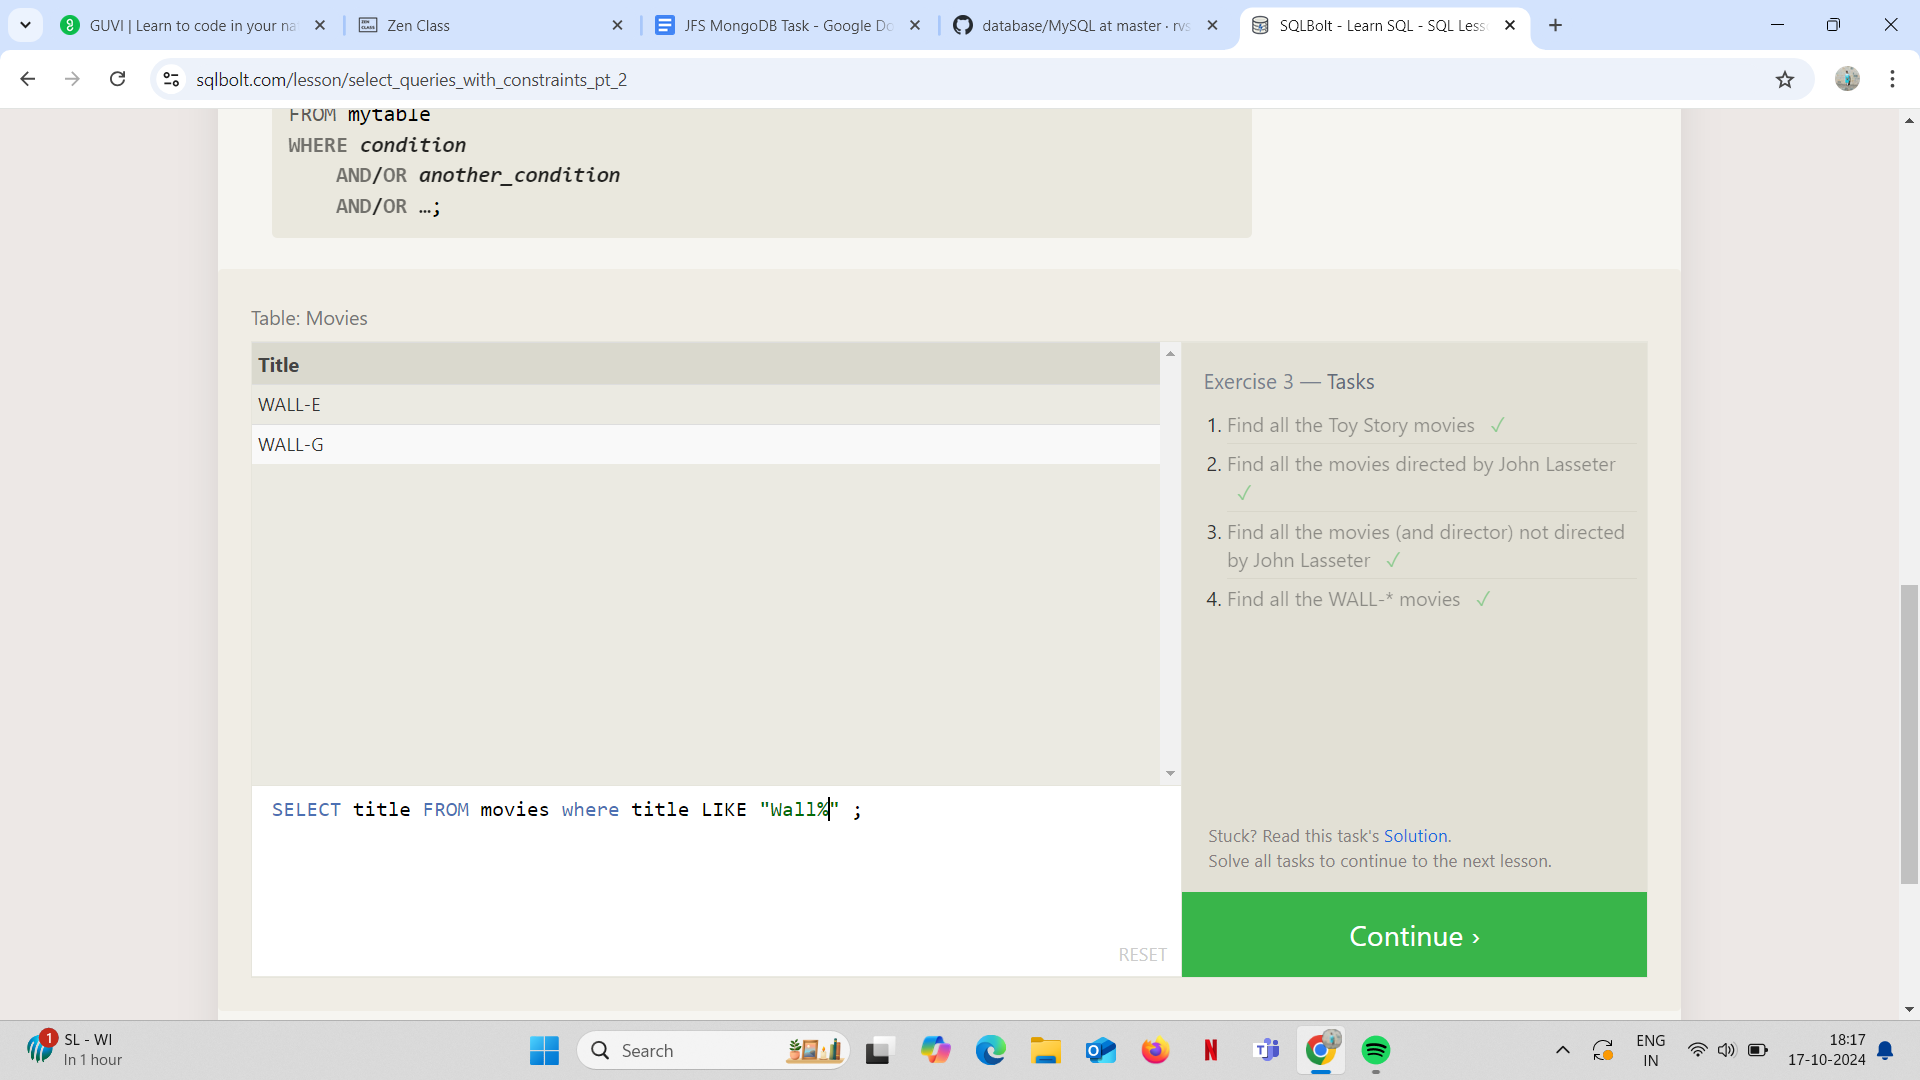 GUVI | Learn to code in your na
Zen Class
JFS MongoDB Task - Google Do
database/MySQL at master · rvs
SQLBolt - Learn SQL - SQL Less
sqlbolt.com/lesson/select_queries_with_constraints_pt_2
FROM mytable
WHERE condition
AND/OR another_condition
AND/OR …;
Table: Movies
Title
WALL-E
WALL-G
SELECT title FROM movies where title LIKE "Wall%" ;
RESET
Exercise 3 — Tasks
1. Find all the Toy Story movies ✓
2. Find all the movies directed by John Lasseter
✓
3. Find all the movies (and director) not directed
by John Lasseter ✓
4. Find all the WALL-* movies ✓
Stuck? Read this task's Solution.
Solve all tasks to continue to the next lesson.
Continue ›
1
SL - WI
In 1 hour
Search
ENG
IN
18:17
17-10-2024